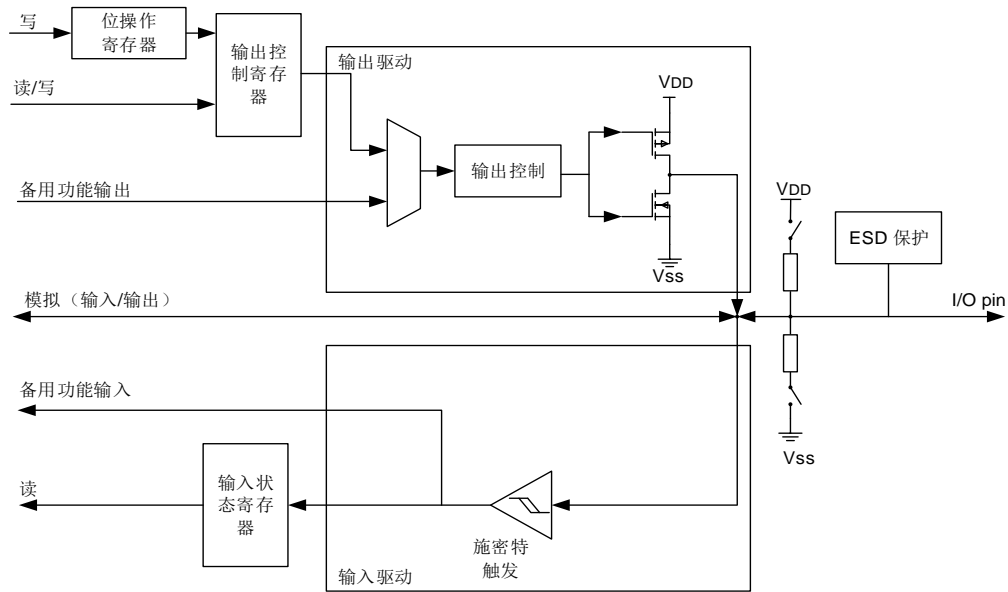 写
位操作
寄存器
读/写
输出控
制寄存
器
输出驱动
VDD
输出控制
备用功能输出
Vss
VDD
ESD 保护
模拟（输入/输出）
I/O pin
备用功能输入
Vss
输入状
态寄存
器
读
施密特
触发
输入驱动